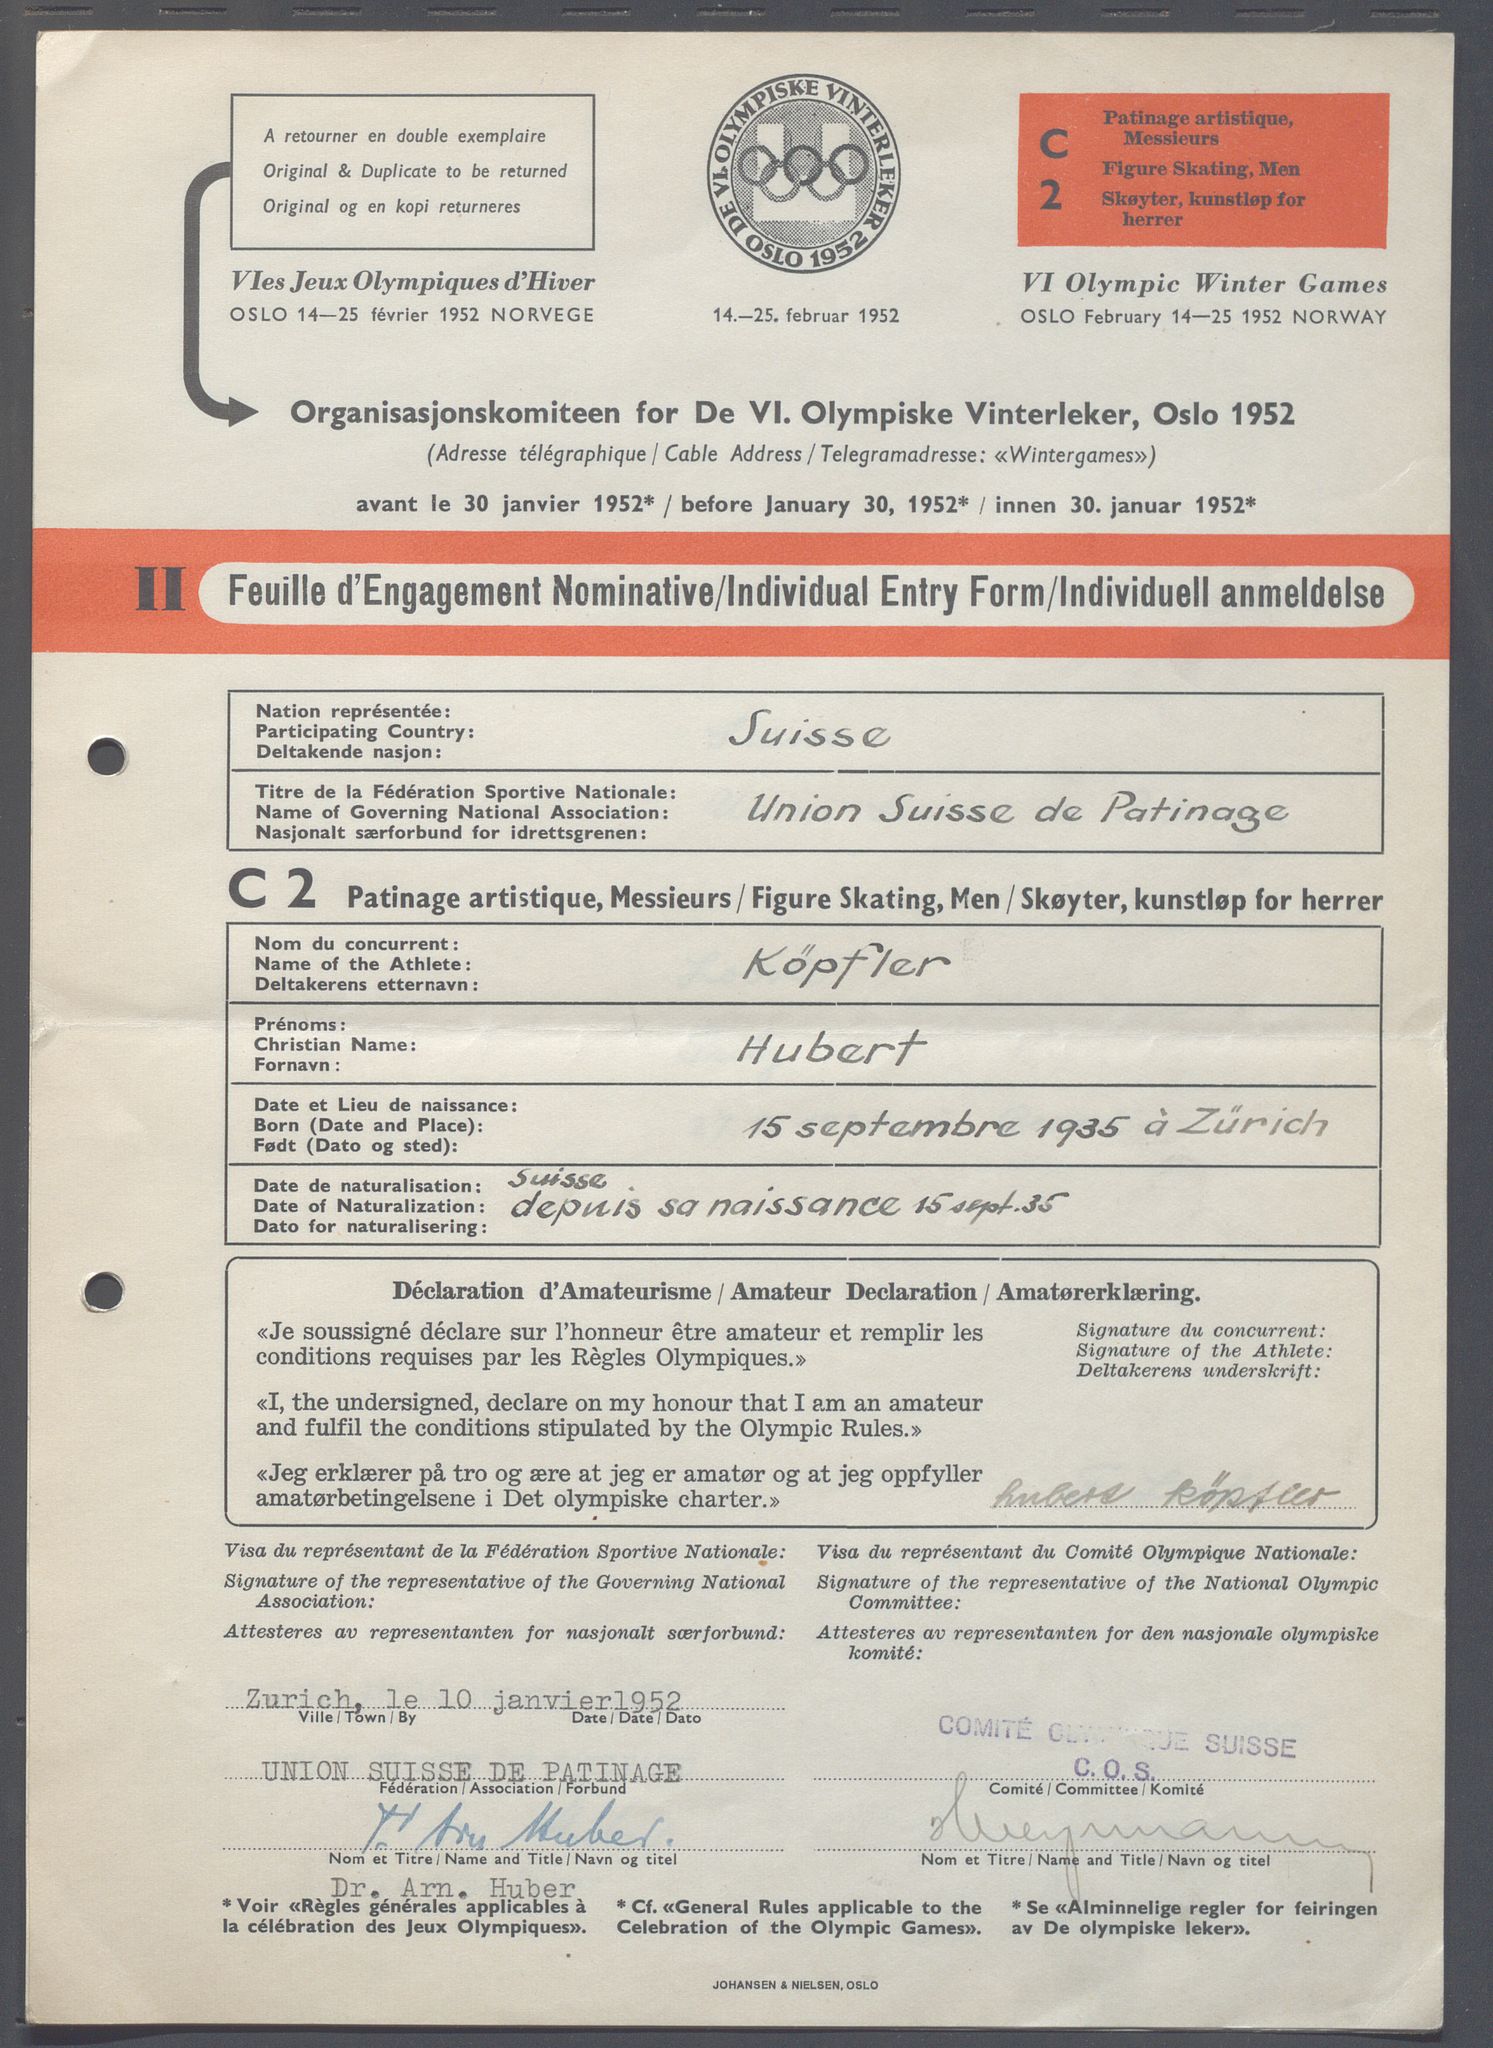 A retourner en double exemplaire
Original & Duplicate to be returned
Original og en kopi returneres
DE VI. OLYMPISKE VINTERLEKER OSLO 1952
C 2
Patinage artistique,
Messieurs
Figure Skating, Men
Skøyter, kunstløp for
herrer
VIes Jeux Olympiques d'Hiver
OSLO 14—25 février 1952 NORVEGE
14.—25. februar 1952
VI Olympic Winter Games
OSLO February 14—25 1952 NORWAY
Organisasjonskomiteen for De VI. Olympiske Vinterleker, Oslo 1952
(Adresse télégraphique / Cable Address / Telegramadresse: «Wintergames»)
avant le 30 janvier 1952* / before January 30, 1952* / innen 30. januar 1952*
II Feuille d'Engagement Nominative/Individual Entry Form/Individuell anmeldelse
Nation représentée:
Participating Country:
Deltakende nasjon:
Suisse
Titre de la Fédération Sportive Nationale:
Name of Governing National Association:
Nasjonalt særforbund for idrettsgrenen:
Union Suisse de Patinage
C 2 Patinage artistique, Messieurs / Figure Skating, Men / Skøyter, kunstløp for herrer
Nom du concurrent:
Name of the Athlete:
Deltakerens etternavn:
Köpfler
Prénoms:
Christian Name:
Fornavn:
Hubert
Date et Lieu de naissance:
Born (Date and Place):
Født (Dato og sted):
15 septembre 1935 à Zürich
Date de naturalisation:
Date of Naturalization:
Dato for naturalisering:
Suisse
depuis sa naissance 15 sept. 35
Déclaration d'Amateurisme / Amateur Declaration / Amatørerklæring.
«Je soussigné déclare sur l'honneur être amateur et remplir les
conditions requises par les Règles Olympiques.»
«I, the undersigned, declare on my honour that I am an amateur
and fulfil the conditions stipulated by the Olympic Rules.»
«Jeg erklærer på tro og ære at jeg er amatør og at jeg oppfyller
amatørbetingelsene i Det olympiske charter.»
Signature du concurrent:
Signature of the Athlete:
Deltakerens underskrift:
hubert köpfler
Visa du représentant de la Fédération Sportive Nationale:
Signature of the representative of the Governing National
Association:
Attesteres av representanten for nasjonalt særforbund:
Visa du représentant du Comité Olympique Nationale:
Signature of the representative of the National Olympic
Committee:
Attesteres av representanten for den nasjonale olympiske
komité:
Zurich, le 10 janvier1952
Ville / Town / By Date / Date / Dato
COMITÉ OLYMPIQUE SUISSE
C.O.S.
UNION SUISSE DE PATINAGE
Fédération / Association / Forbund
Comité / Committee / Komité
Arn Huber.
Nom et Titre / Name and Title / Navn og titel
Nom et Titre / Name and Title / Navn og titel
Dr. Arn. Huber
* Voir «Règles générales applicables à
la célébration des Jeux Olympiques».
* Cf. «General Rules applicable to the
Celebration of the Olympic Games».
* Se «Alminnelige regler for feiringen
av De olympiske leker».
JOHANSEN & NIELSEN, OSLO